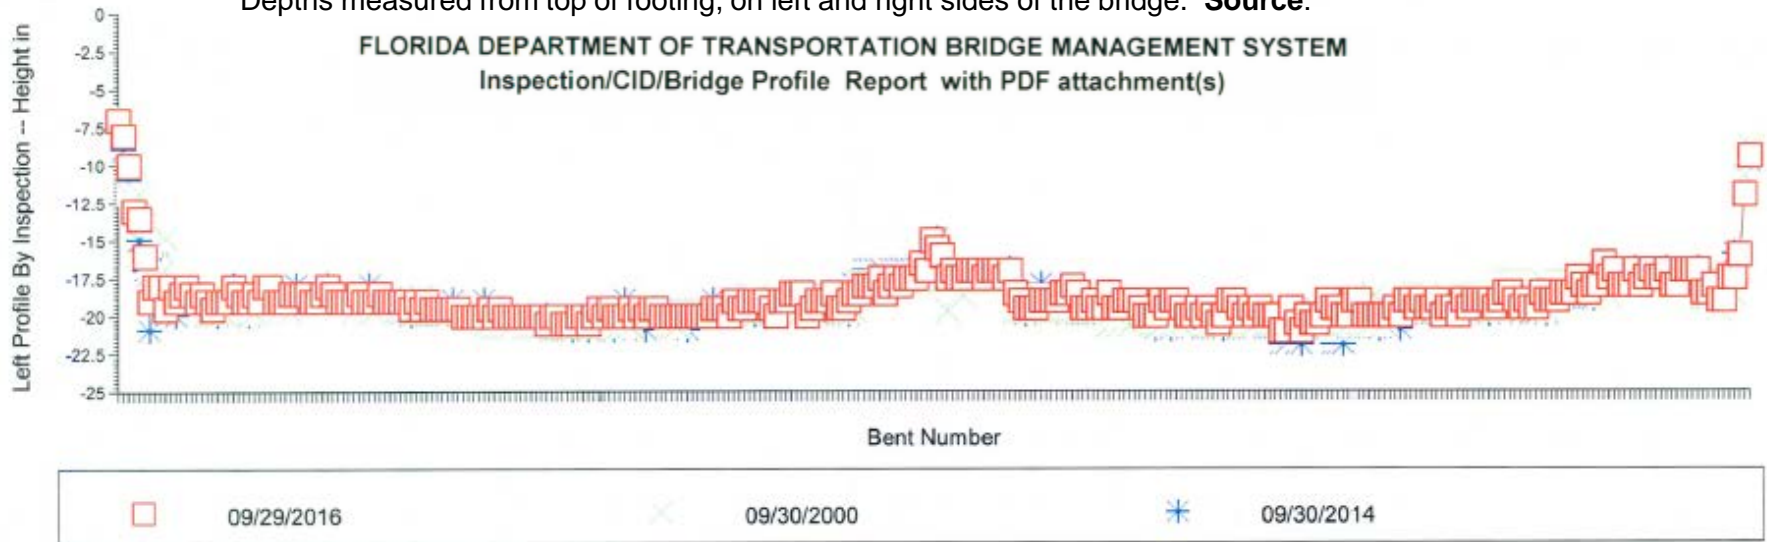 Depths measured from top of footing, on left and right sides of the bridge. Source:
FLORIDA DEPARTMENT OF TRANSPORTATION BRIDGE MANAGEMENT SYSTEM
Inspection/CID/Bridge Profile Report with PDF attachment(s)
Left Profile By Inspection -- Height in
0
-2.5
-5
-7.5
-10
-12.5
-15
-17.5
-20
-22.5
-25
Bent Number
09/29/2016
09/30/2000
09/30/2014